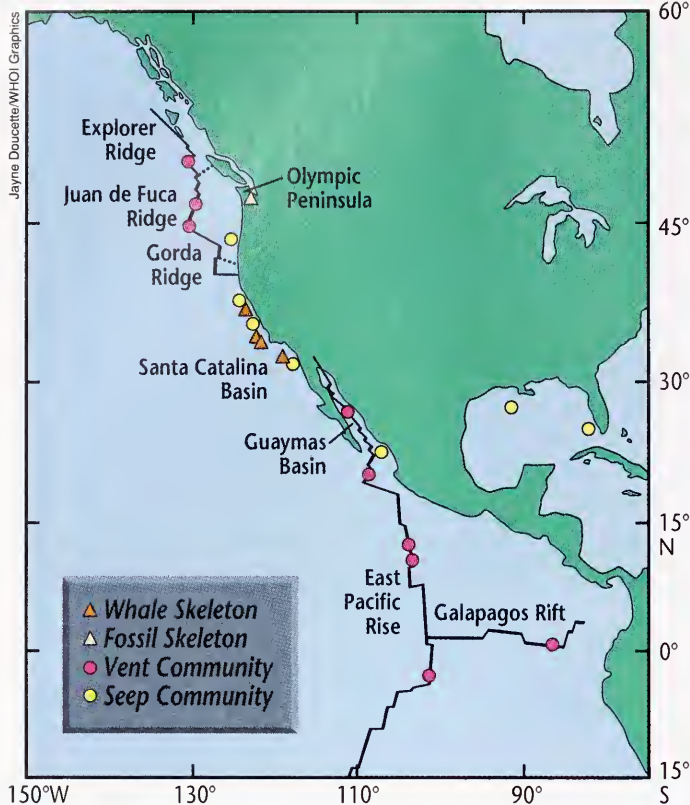 Jayne Doucette/WHOI Graphics
60°
Explorer
Ridge
Olympic
Peninsula
Juan de Fuca
Ridge
45°
Gorda
Ridge
Santa Catalina
Basin
30°
Guaymas
Basin
15°
N
East
Pacific
Rise
Galapagos Rift
0°
Whale Skeleton
Fossil Skeleton
Vent Community
Seep Community
150°W
130°
110°
90°
15°
S